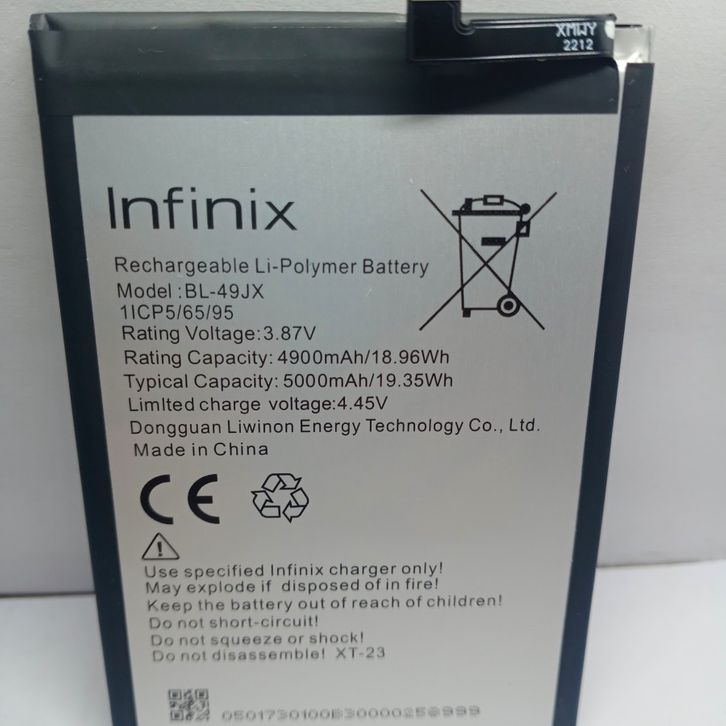 XMWY
2212
Infinix
Rechargeable Li-Polymer Battery
Model :BL-49JX
1ICP5/65/95
Rating Voltage:3.87V
Rating Capacity: 4900mAh/18.96Wh
Typical Capacity: 5000mAh/19.35Wh
LimIted charge voltage:4.45V
Dongguan Liwinon Energy Technology Co., Ltd.
Made in China
CE
Use specified Infinix charger only!
May explode if disposed of in fire!
Keep the battery out of reach of children!
Do not short-circuit!
Do not squeeze or shock!
Do not disassemble! XT-23
0501730100B30000258999